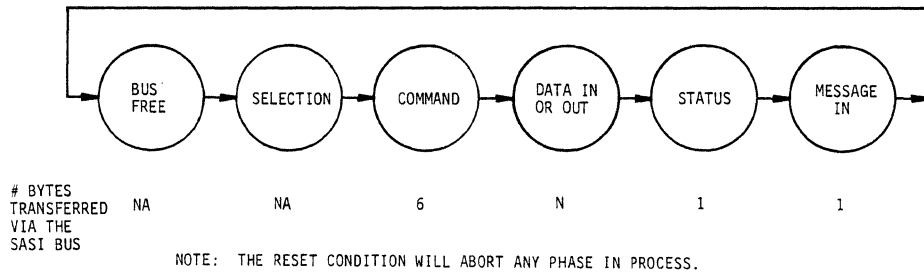 BUS
FREE
SELECTION
COMMAND
DATA IN
OR OUT
STATUS
MESSAGE
IN
# BYTES
TRANSFERRED
VIA THE
SASI BUS
NA
NA
6
N
1
1
NOTE: THE RESET CONDITION WILL ABORT ANY PHASE IN PROCESS.